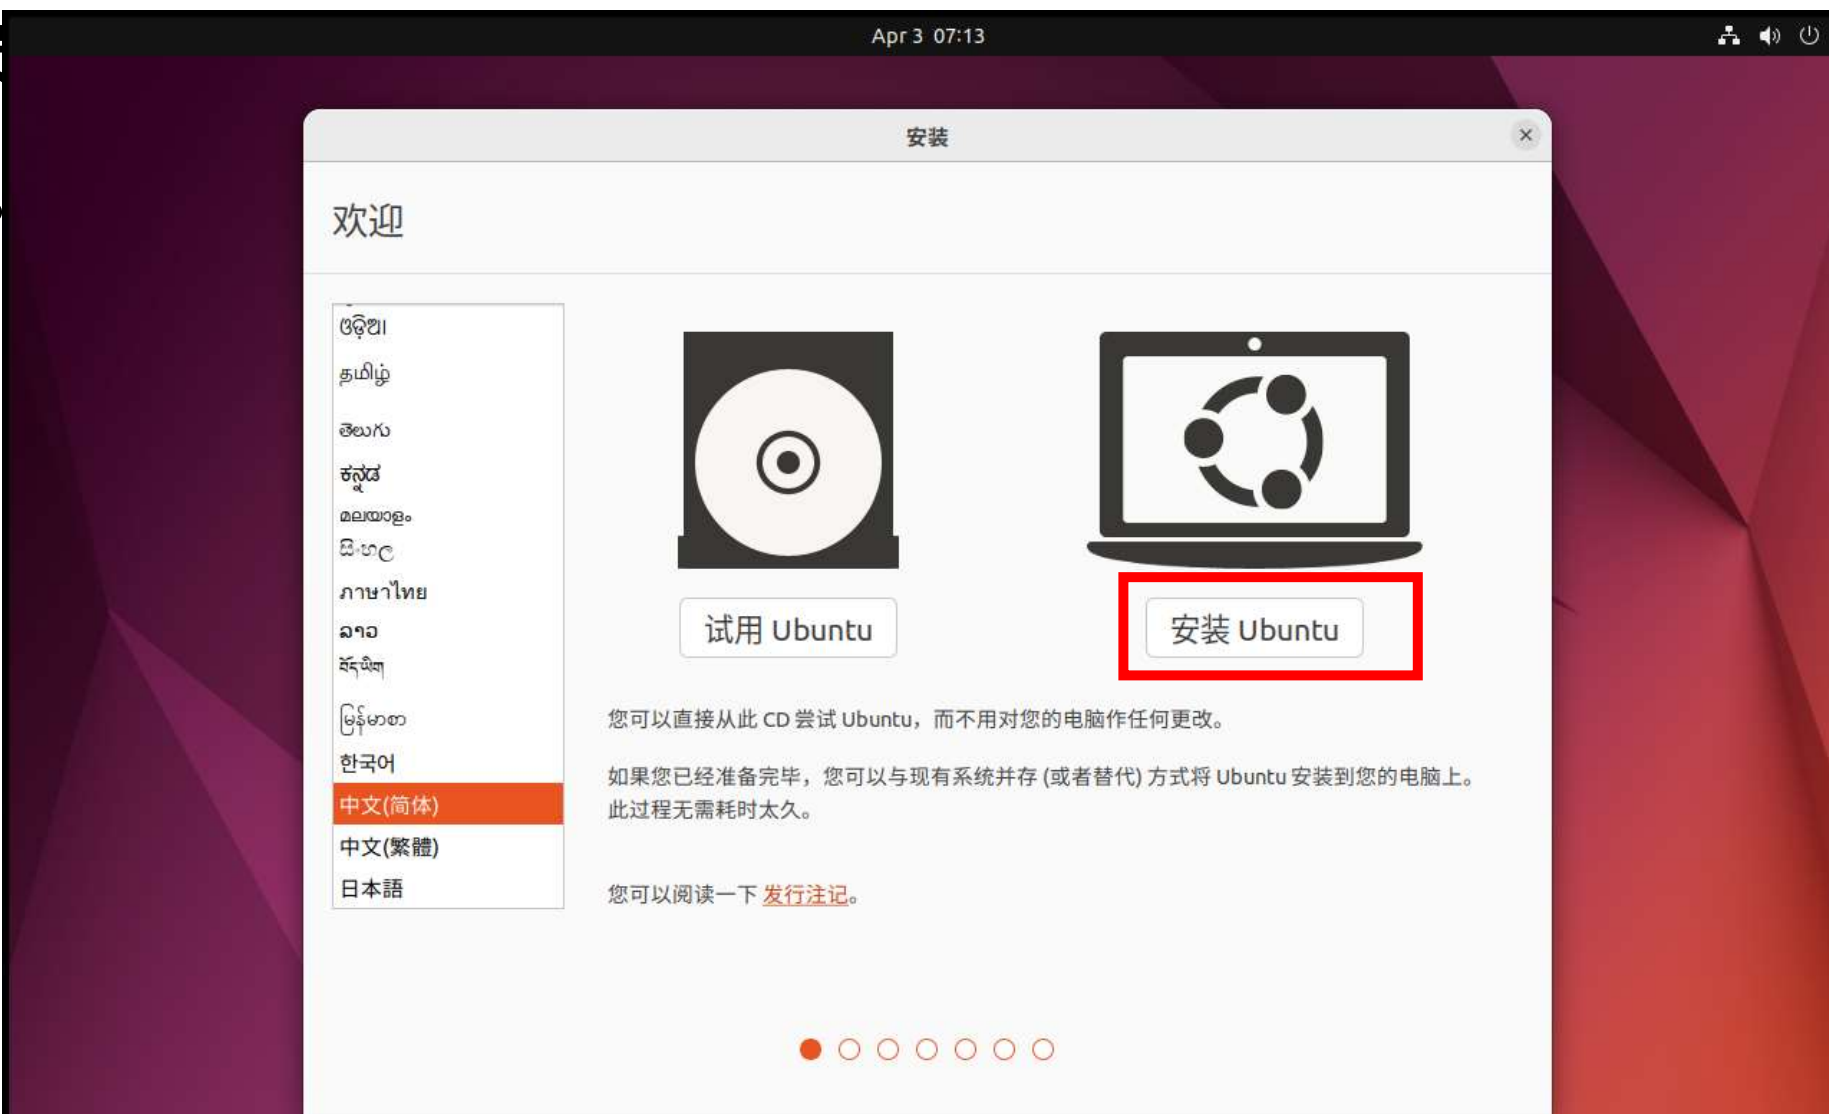 Apr 3 07:13
安装
欢迎
ଓଡ଼ିଆ
தமிழ்
తెలుగు
ಕನ್ನಡ
മലയാളം
සිංහල
ภาษาไทย
ລາວ
བོད་ཡིག
မြန်မာစာ
한국어
中文(简体)
中文(繁體)
日本語
试用 Ubuntu
安装 Ubuntu
您可以直接从此 CD 尝试 Ubuntu，而不用对您的电脑作任何更改。
如果您已经准备完毕，您可以与现有系统并存 (或者替代) 方式将 Ubuntu 安装到您的电脑上。
此过程无需耗时太久。
您可以阅读一下 发行注记。